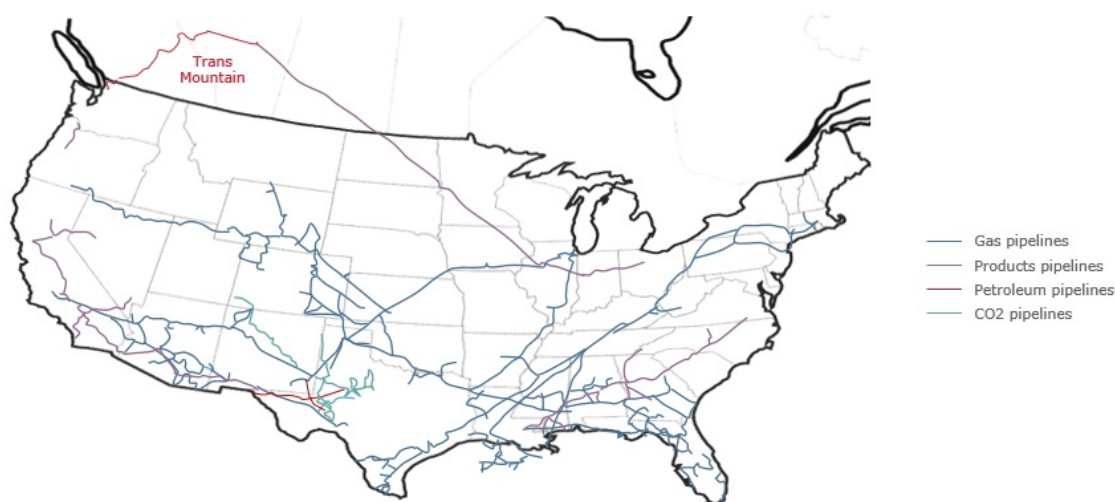 Trans
Mountain
Gas pipelines
Products pipelines
Petroleum pipelines
CO2 pipelines